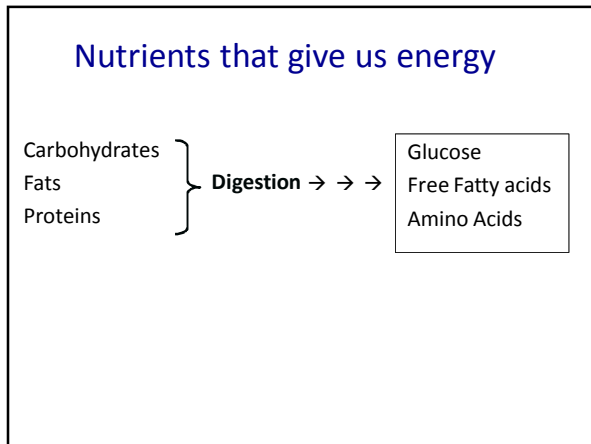 Nutrients that give us energy
Carbohydrates
Fats
Proteins
Digestion → → →
Glucose
Free Fatty acids
Amino Acids